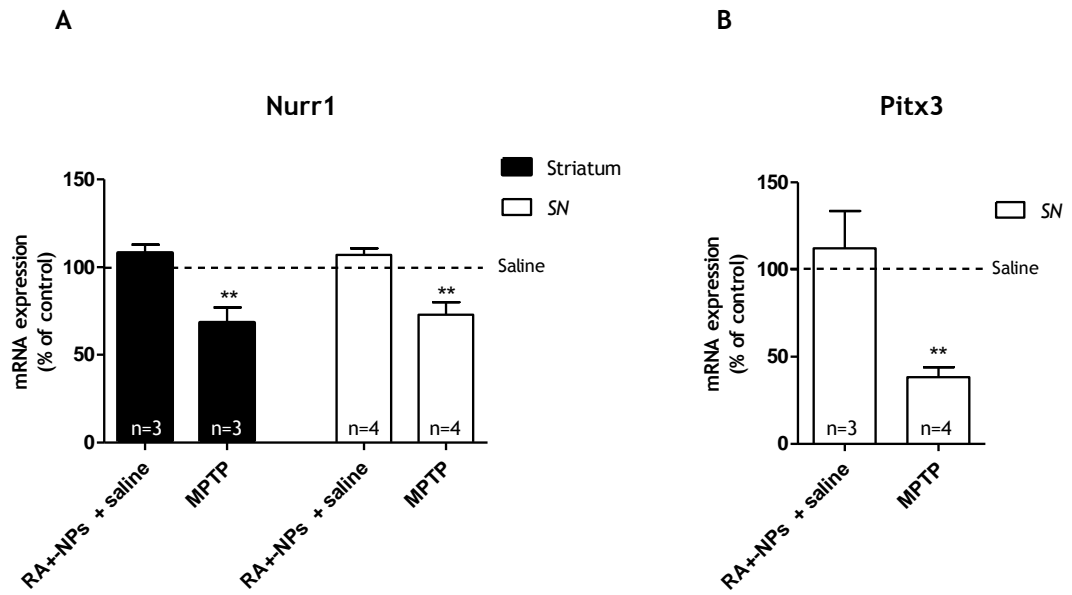 A
Nurr1
Striatum
SN
150
100
50
0
mRNA expression
(% of control)
Saline
**
**
n=3
n=3
n=4
n=4
RA+-NPs + saline
MPTP
RA+-NPs + saline
MPTP
B
Pitx3
SN
150
100
50
0
mRNA expression
(% of control)
Saline
**
n=3
n=4
RA+-NPs + saline
MPTP